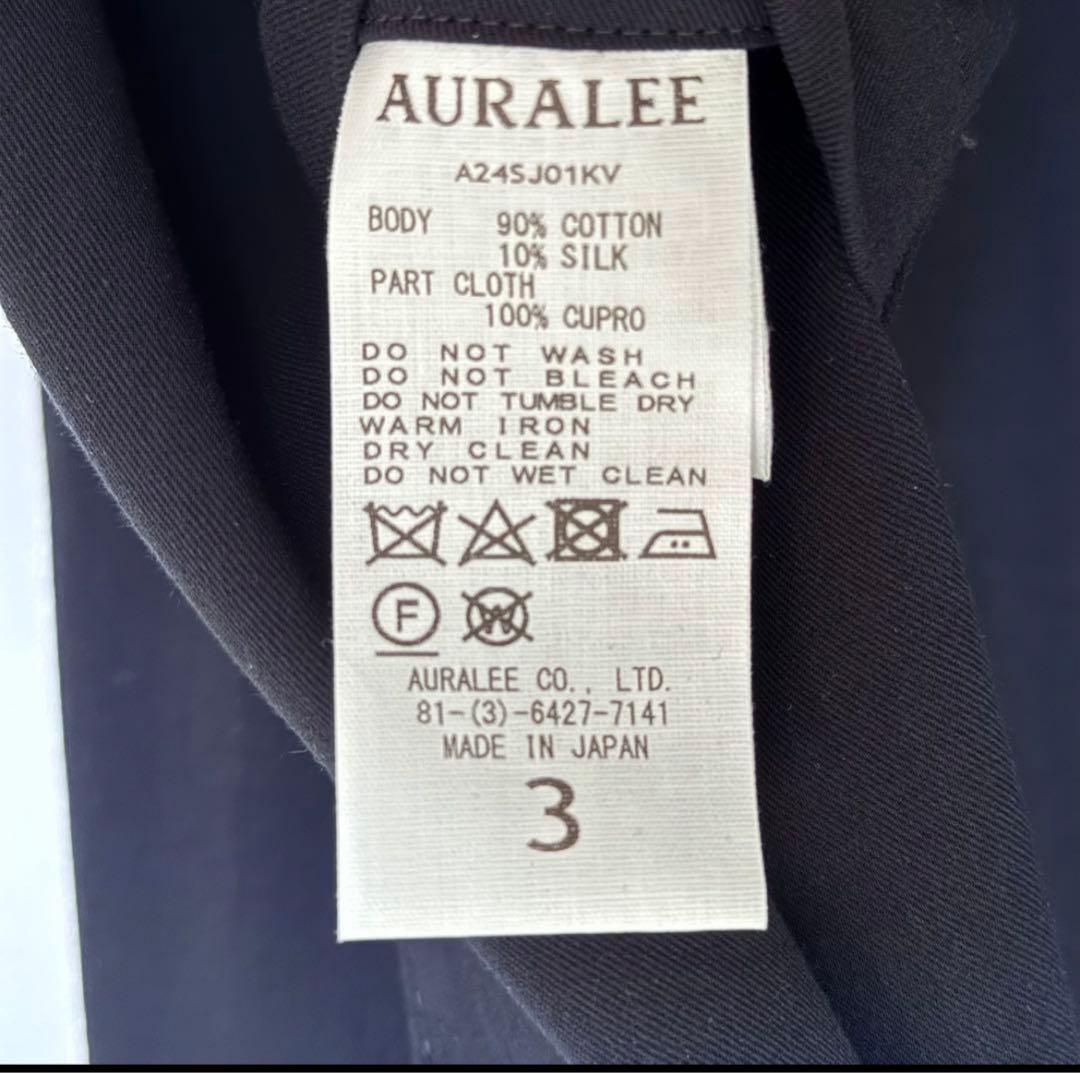 AURALEE
A24SJ01KV
BODY 90% COTTON
10% SILK
PART CLOTH
100% CUPRO
DO NOT WASH
DO NOT BLEACH
DO NOT TUMBLE DRY
WARM IRON
DRY CLEAN
DO NOT WET CLEAN
F W
AURALEE CO., LTD.
81-(3)-6427-7141
MADE IN JAPAN
3